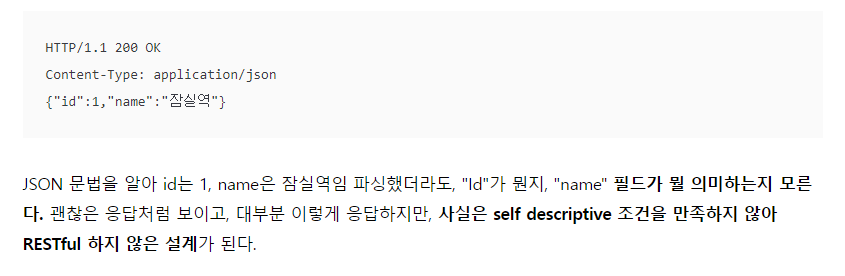 HTTP/1.1 200 OK
Content-Type: application/json
{"id":1,"name":"잠실역"}
JSON 문법을 알아 id는 1, name은 잠실역임 파싱했더라도, "Id"가 뭔지, "name" 필드가 뭘 의미하는지 모른
다. 괜찮은 응답처럼 보이고, 대부분 이렇게 응답하지만, 사실은 self descriptive 조건을 만족하지 않아
RESTful 하지 않은 설계가 된다.